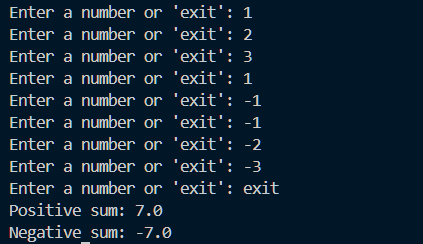 Enter a number or 'exit': 1
Enter a number or 'exit': 2
Enter a number or 'exit': 3
Enter a number or 'exit': 1
Enter a number or 'exit': -1
Enter a number or 'exit': -1
Enter a number or 'exit': -2
Enter a number or 'exit': -3
Enter a number or 'exit': exit
Positive sum: 7.0
Negative sum: -7.0